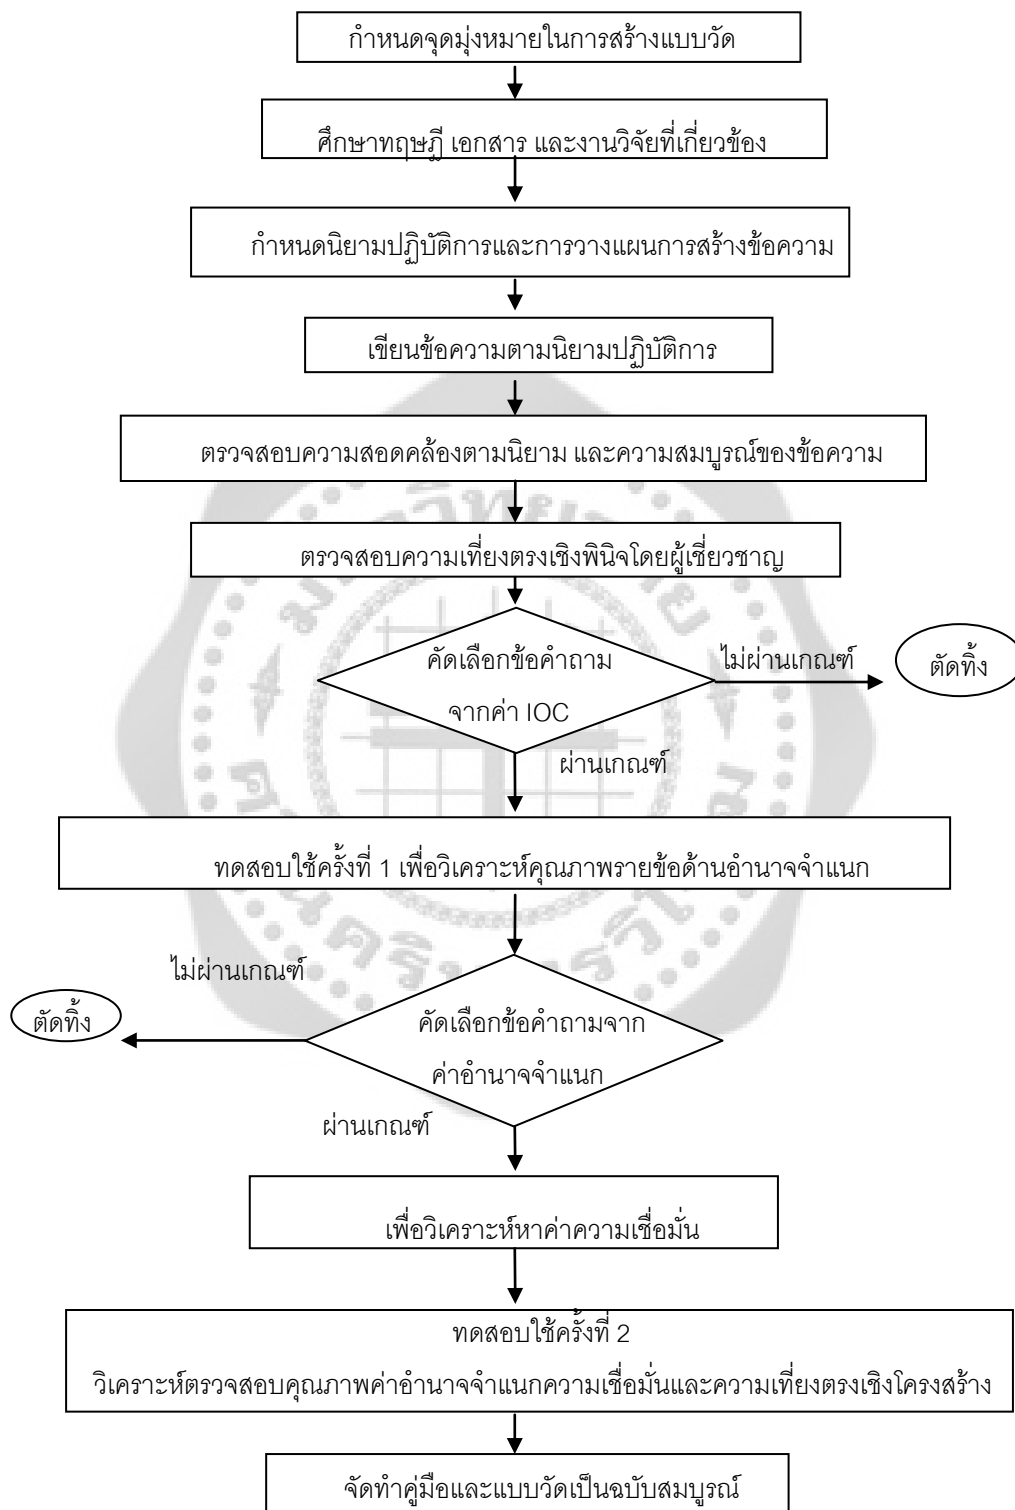 กำหนดจุดมุ่งหมายในการสร้างแบบวัด
ศึกษาทฤษฎี เอกสาร และงานวิจัยที่เกี่ยวข้อง
กำหนดนิยามปฏิบัติการและการวางแผนการสร้างข้อความ
เขียนข้อความตามนิยามปฏิบัติการ
ตรวจสอบความสอดคล้องตามนิยาม และความสมบูรณ์ของข้อความ
ตรวจสอบความเที่ยงตรงเชิงพินิจโดยผู้เชี่ยวชาญ
คัดเลือกข้อคำถาม
จากค่า IOC
ไม่ผ่านเกณฑ์
ตัดทิ้ง
ผ่านเกณฑ์
ทดสอบใช้ครั้งที่ 1 เพื่อวิเคราะห์คุณภาพรายข้อด้านอำนาจจำแนก
ไม่ผ่านเกณฑ์
ตัดทิ้ง
คัดเลือกข้อคำถามจาก
ค่าอำนาจจำแนก
ผ่านเกณฑ์
เพื่อวิเคราะห์หาค่าความเชื่อมั่น
ทดสอบใช้ครั้งที่ 2
วิเคราะห์ตรวจสอบคุณภาพค่าอำนาจจำแนกความเชื่อมั่นและความเที่ยงตรงเชิงโครงสร้าง
จัดทำคู่มือและแบบวัดเป็นฉบับสมบูรณ์